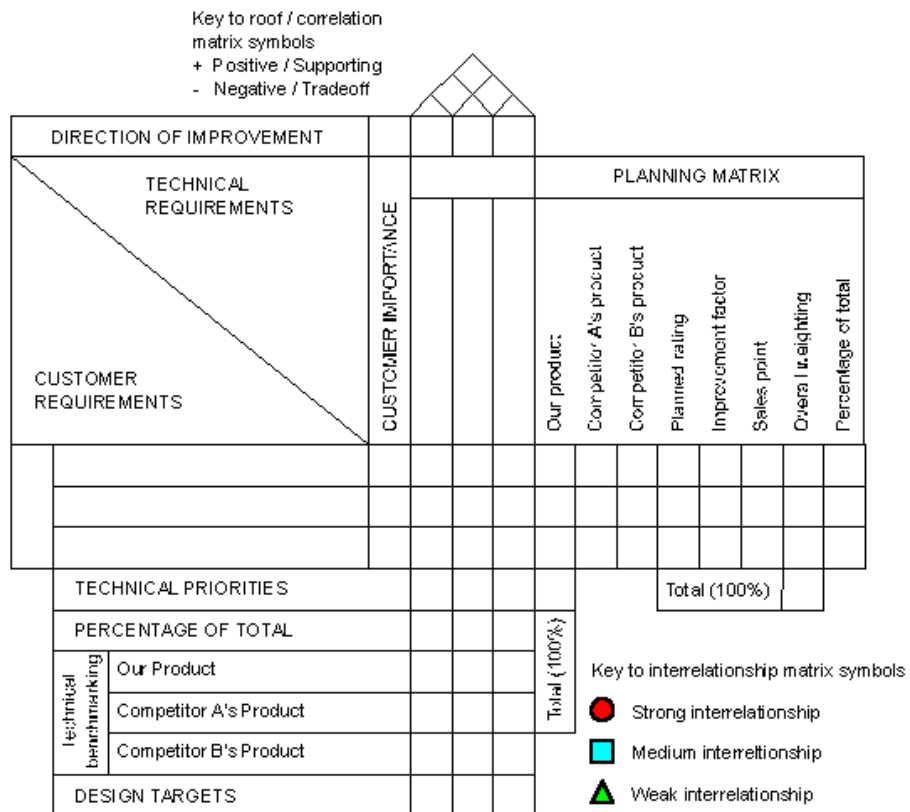 Key to roof / correlation
matrix symbols
+ Positive / Supporting
- Negative / Tradeoff
DIRECTION OF IMPROVEMENT
TECHNICAL
REQUIREMENTS
CUSTOMER
REQUIREMENTS
CUSTOMER IMPORTANCE
PLANNING MATRIX
Our product
Competitor A's product
Competitor B's product
Planned rating
Improvement factor
Sales point
Overall weighting
Percentage of total
TECHNICAL PRIORITIES
Total (100%)
PERCENTAGE OF TOTAL
Total (100%)
Technical
benchmarking
Our Product
Competitor A's Product
Competitor B's Product
DESIGN TARGETS
Key to interrelationship matrix symbols
Strong interrelationship
Medium interreltionship
Weak interrelationship